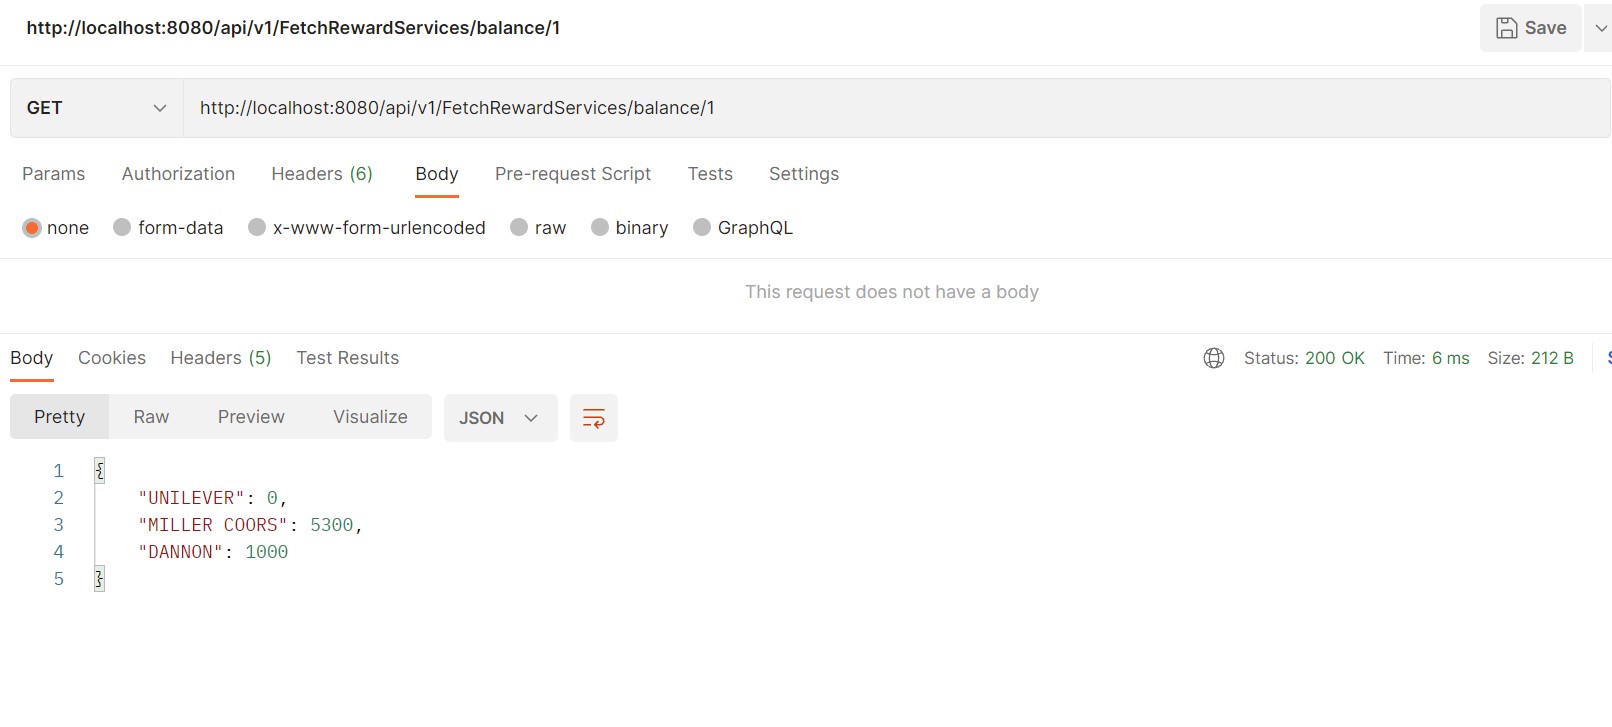 http://localhost:8080/api/v1/FetchRewardServices/balance/1
Save
GET http://localhost:8080/api/v1/FetchRewardServices/balance/1
Params Authorization Headers (6) Body Pre-request Script Tests Settings
none form-data x-www-form-urlencoded raw binary GraphQL
This request does not have a body
Body Cookies Headers (5) Test Results Status: 200 OK Time: 6 ms Size: 212 B
Pretty Raw Preview Visualize JSON
1 {
2 "UNILEVER": 0,
3 "MILLER COORS": 5300,
4 "DANNON": 1000
5 }